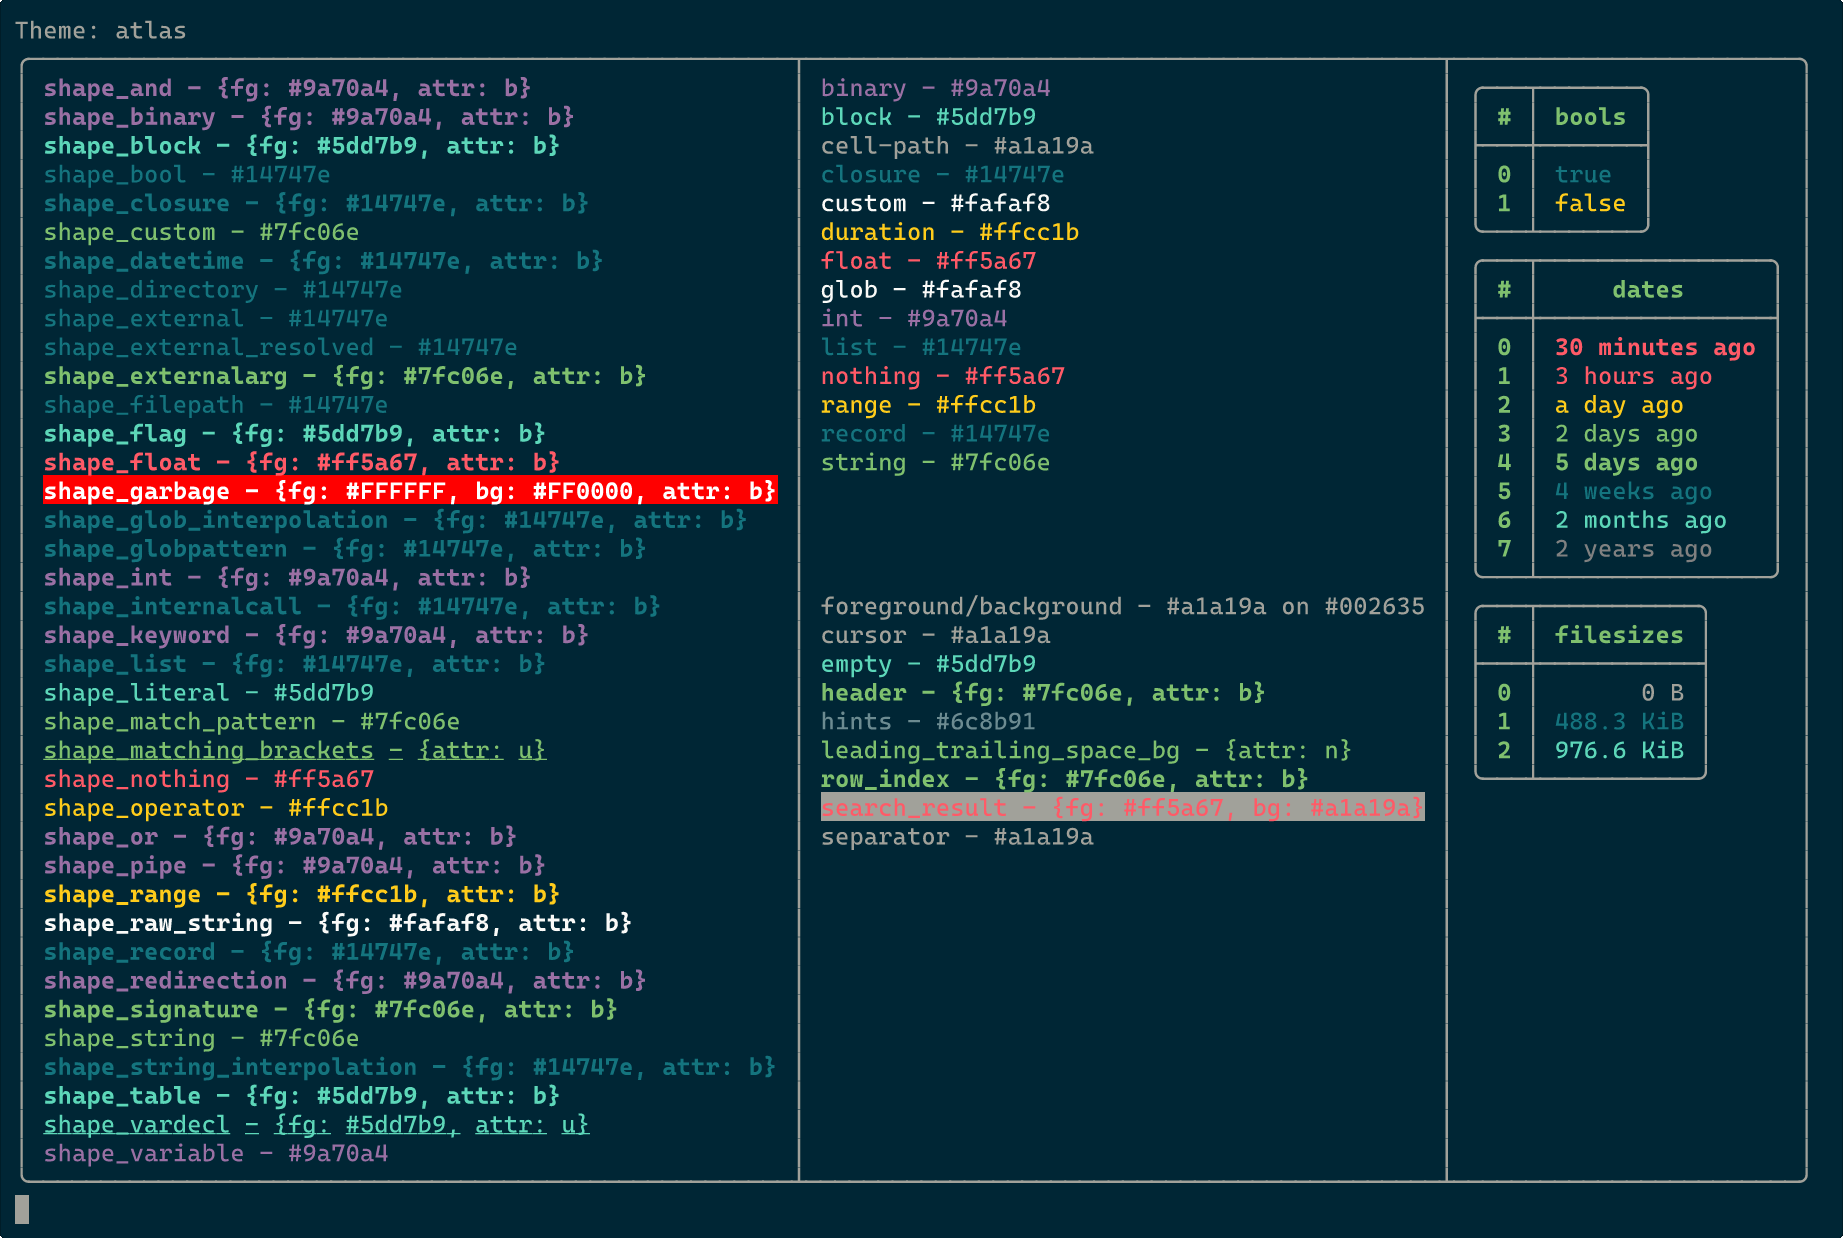 Theme: atlas
shape_and - {fg: #9a70a4, attr: b}
shape_binary - {fg: #9a70a4, attr: b}
shape_block - {fg: #5dd7b9, attr: b}
shape_bool - #14747e
shape_closure - {fg: #14747e, attr: b}
shape_custom - #7fc06e
shape_datetime - {fg: #14747e, attr: b}
shape_directory - #14747e
shape_external - #14747e
shape_external_resolved - #14747e
shape_externalarg - {fg: #7fc06e, attr: b}
shape_filepath - #14747e
shape_flag - {fg: #5dd7b9, attr: b}
shape_float - {fg: #ff5a67, attr: b}
shape_garbage - {fg: #FFFFFF, bg: #FF0000, attr: b}
shape_glob_interpolation - {fg: #14747e, attr: b}
shape_globpattern - {fg: #14747e, attr: b}
shape_int - {fg: #9a70a4, attr: b}
shape_internalcall - {fg: #14747e, attr: b}
shape_keyword - {fg: #9a70a4, attr: b}
shape_list - {fg: #14747e, attr: b}
shape_literal - #5dd7b9
shape_match_pattern - #7fc06e
shape_matching_brackets - {attr: u}
shape_nothing - #ff5a67
shape_operator - #ffcc1b
shape_or - {fg: #9a70a4, attr: b}
shape_pipe - {fg: #9a70a4, attr: b}
shape_range - {fg: #ffcc1b, attr: b}
shape_raw_string - {fg: #fafaf8, attr: b}
shape_record - {fg: #14747e, attr: b}
shape_redirection - {fg: #9a70a4, attr: b}
shape_signature - {fg: #7fc06e, attr: b}
shape_string - #7fc06e
shape_string_interpolation - {fg: #14747e, attr: b}
shape_table - {fg: #5dd7b9, attr: b}
shape_vardecl - {fg: #5dd7b9, attr: u}
shape_variable - #9a70a4
binary - #9a70a4
block - #5dd7b9
cell-path - #a1a19a
closure - #14747e
custom - #fafaf8
duration - #ffcc1b
float - #ff5a67
glob - #fafaf8
int - #9a70a4
list - #14747e
nothing - #ff5a67
range - #ffcc1b
record - #14747e
string - #7fc06e
foreground/background - #a1a19a on #002635
cursor - #a1a19a
empty - #5dd7b9
header - {fg: #7fc06e, attr: b}
hints - #6c8b91
leading_trailing_space_bg - {attr: n}
row_index - {fg: #7fc06e, attr: b}
search_result - {fg: #ff5a67, bg: #a1a19a}
separator - #a1a19a
# bools
0 true
1 false
# dates
0 30 minutes ago
1 3 hours ago
2 a day ago
3 2 days ago
4 5 days ago
5 4 weeks ago
6 2 months ago
7 2 years ago
# filesizes
0 0 B
1 488.3 KiB
2 976.6 KiB